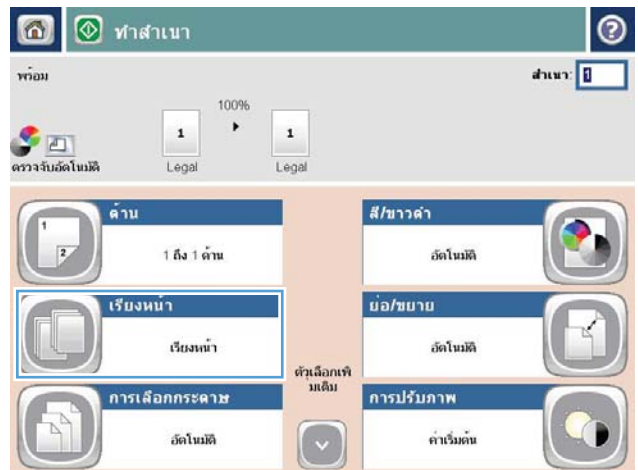 ทำสำเนา
พร้อม
สำเนา: 1
100%
1
1
ตรวจจับอัตโนมัติ
Legal
Legal
ด้าน
1
2
1 ถึง 1 ด้าน
สี/ขาวดำ
อัตโนมัติ
เรียงหน้า
เรียงหน้า
ย่อ/ขยาย
อัตโนมัติ
ตัวเลือกเพิ
่มเติม
การเลือกกระดาษ
อัตโนมัติ
การปรับภาพ
ค่าเริ่มต้น